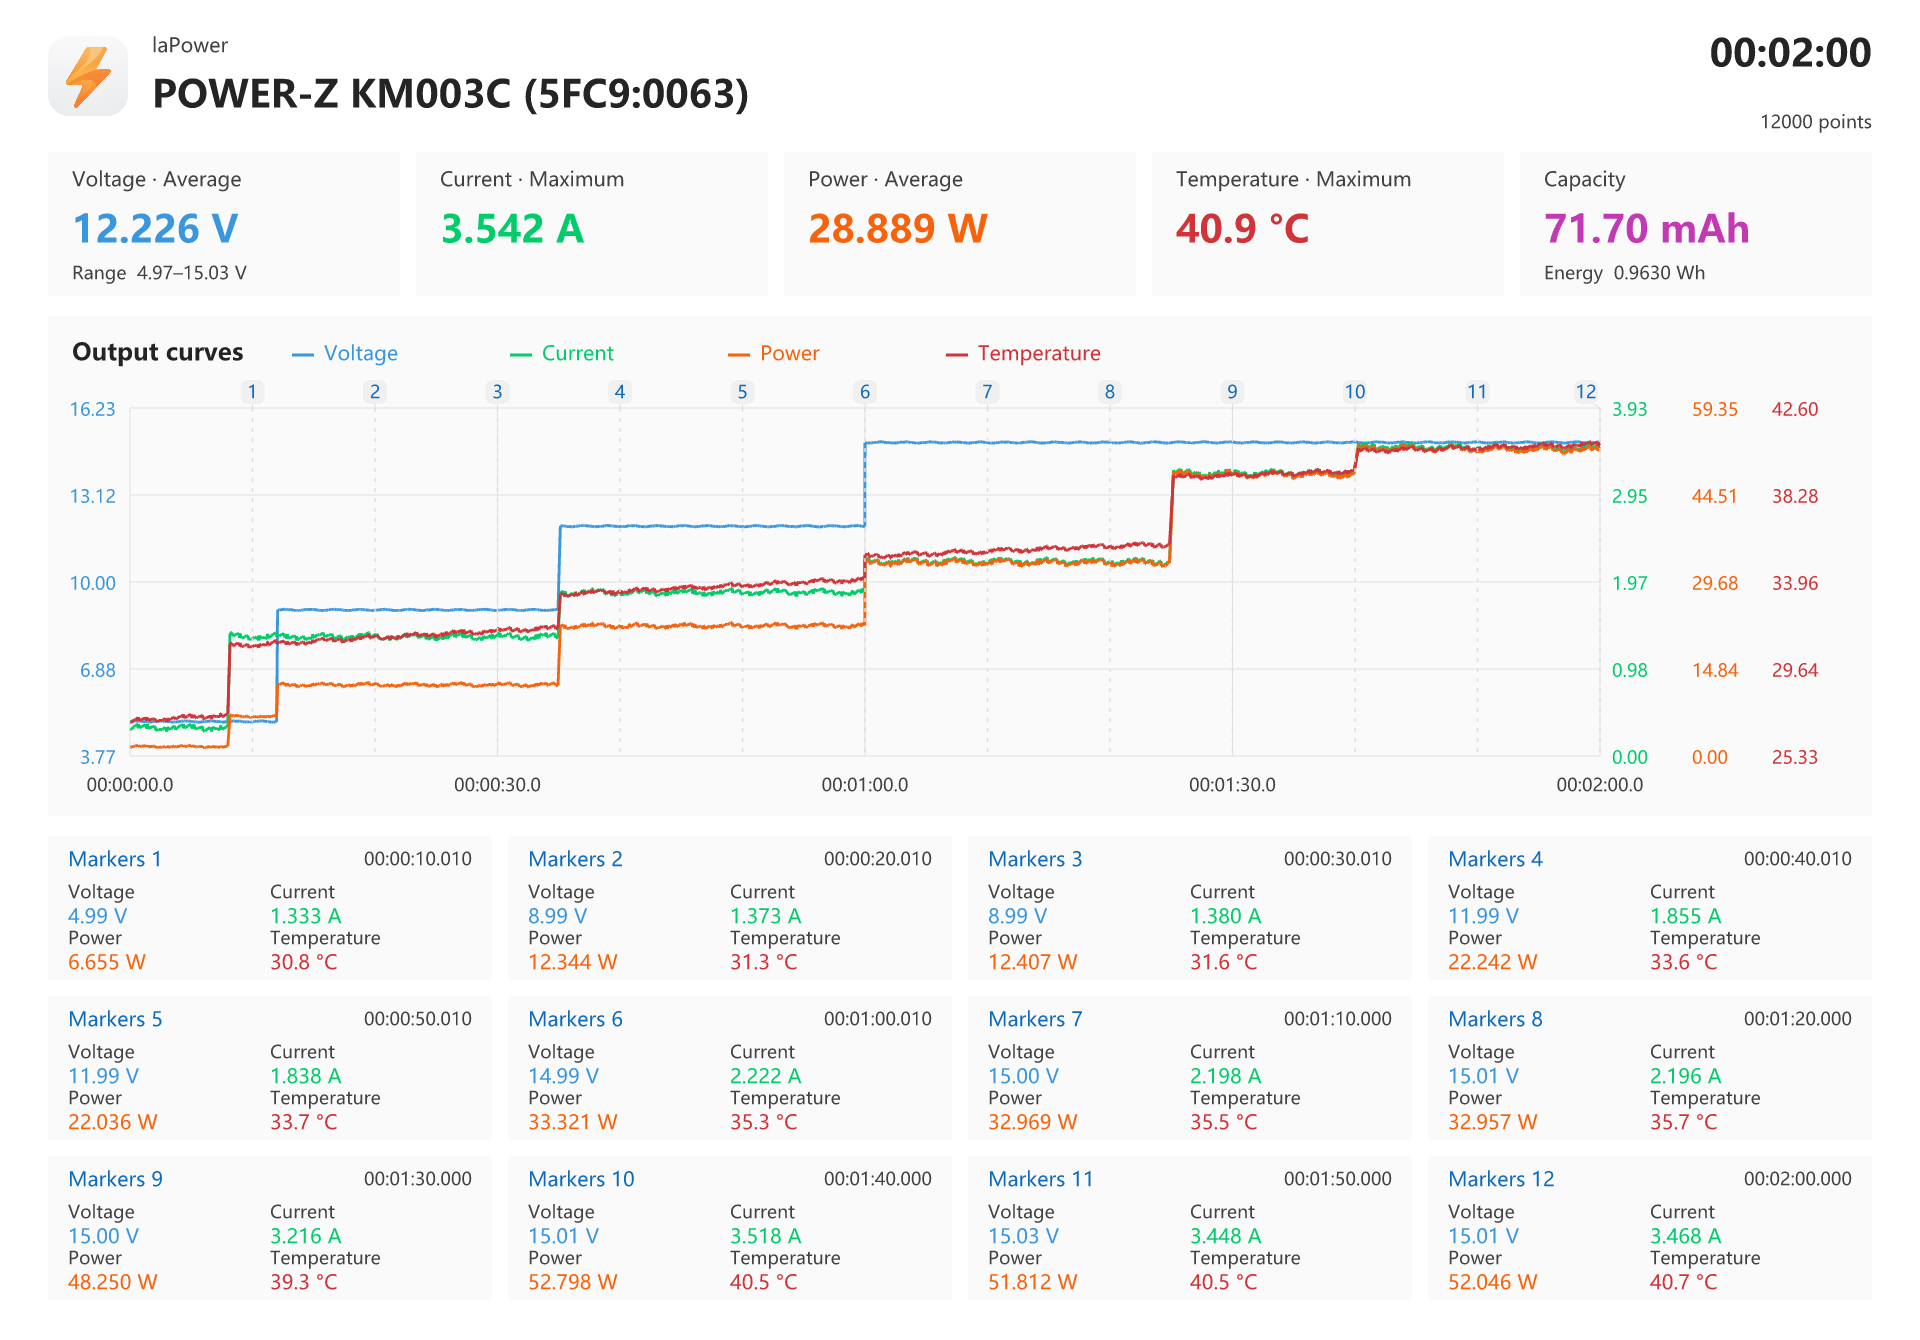 laPower
POWER-Z KM003C (5FC9:0063)
00:02:00
12000 points
Voltage · Average
12.226 V
Range 4.97–15.03 V
Current · Maximum
3.542 A
Power · Average
28.889 W
Temperature · Maximum
40.9 °C
Capacity
71.70 mAh
Energy 0.9630 Wh
Output curves Voltage Current Power Temperature
1 2 3 4 5 6 7 8 9 10 11 12
16.23 3.93 59.35 42.60
13.12 2.95 44.51 38.28
10.00 1.97 29.68 33.96
6.88 0.98 14.84 29.64
3.77 0.00 0.00 25.33
00:00:00.0 00:00:30.0 00:01:00.0 00:01:30.0 00:02:00.0
Markers 1 00:00:10.010
Voltage Current
4.99 V 1.333 A
Power Temperature
6.655 W 30.8 °C
Markers 2 00:00:20.010
Voltage Current
8.99 V 1.373 A
Power Temperature
12.344 W 31.3 °C
Markers 3 00:00:30.010
Voltage Current
8.99 V 1.380 A
Power Temperature
12.407 W 31.6 °C
Markers 4 00:00:40.010
Voltage Current
11.99 V 1.855 A
Power Temperature
22.242 W 33.6 °C
Markers 5 00:00:50.010
Voltage Current
11.99 V 1.838 A
Power Temperature
22.036 W 33.7 °C
Markers 6 00:01:00.010
Voltage Current
14.99 V 2.222 A
Power Temperature
33.321 W 35.3 °C
Markers 7 00:01:10.000
Voltage Current
15.00 V 2.198 A
Power Temperature
32.969 W 35.5 °C
Markers 8 00:01:20.000
Voltage Current
15.01 V 2.196 A
Power Temperature
32.957 W 35.7 °C
Markers 9 00:01:30.000
Voltage Current
15.00 V 3.216 A
Power Temperature
48.250 W 39.3 °C
Markers 10 00:01:40.000
Voltage Current
15.01 V 3.518 A
Power Temperature
52.798 W 40.5 °C
Markers 11 00:01:50.000
Voltage Current
15.03 V 3.448 A
Power Temperature
51.812 W 40.5 °C
Markers 12 00:02:00.000
Voltage Current
15.01 V 3.468 A
Power Temperature
52.046 W 40.7 °C